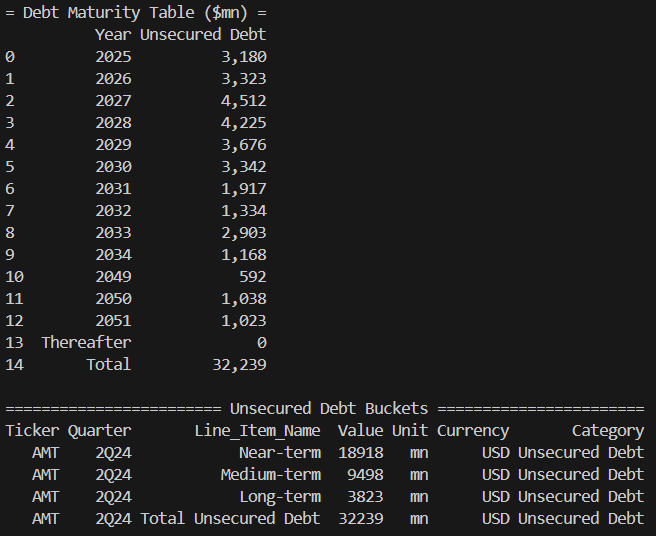 = Debt Maturity Table ($mn) =
Year Unsecured Debt
0 2025 3,180
1 2026 3,323
2 2027 4,512
3 2028 4,225
4 2029 3,676
5 2030 3,342
6 2031 1,917
7 2032 1,334
8 2033 2,903
9 2034 1,168
10 2049 592
11 2050 1,038
12 2051 1,023
13 Thereafter 0
14 Total 32,239
======================== Unsecured Debt Buckets =======================
Ticker Quarter Line_Item_Name Value Unit Currency Category
AMT 2Q24 Near-term 18918 mn USD Unsecured Debt
AMT 2Q24 Medium-term 9498 mn USD Unsecured Debt
AMT 2Q24 Long-term 3823 mn USD Unsecured Debt
AMT 2Q24 Total Unsecured Debt 32239 mn USD Unsecured Debt